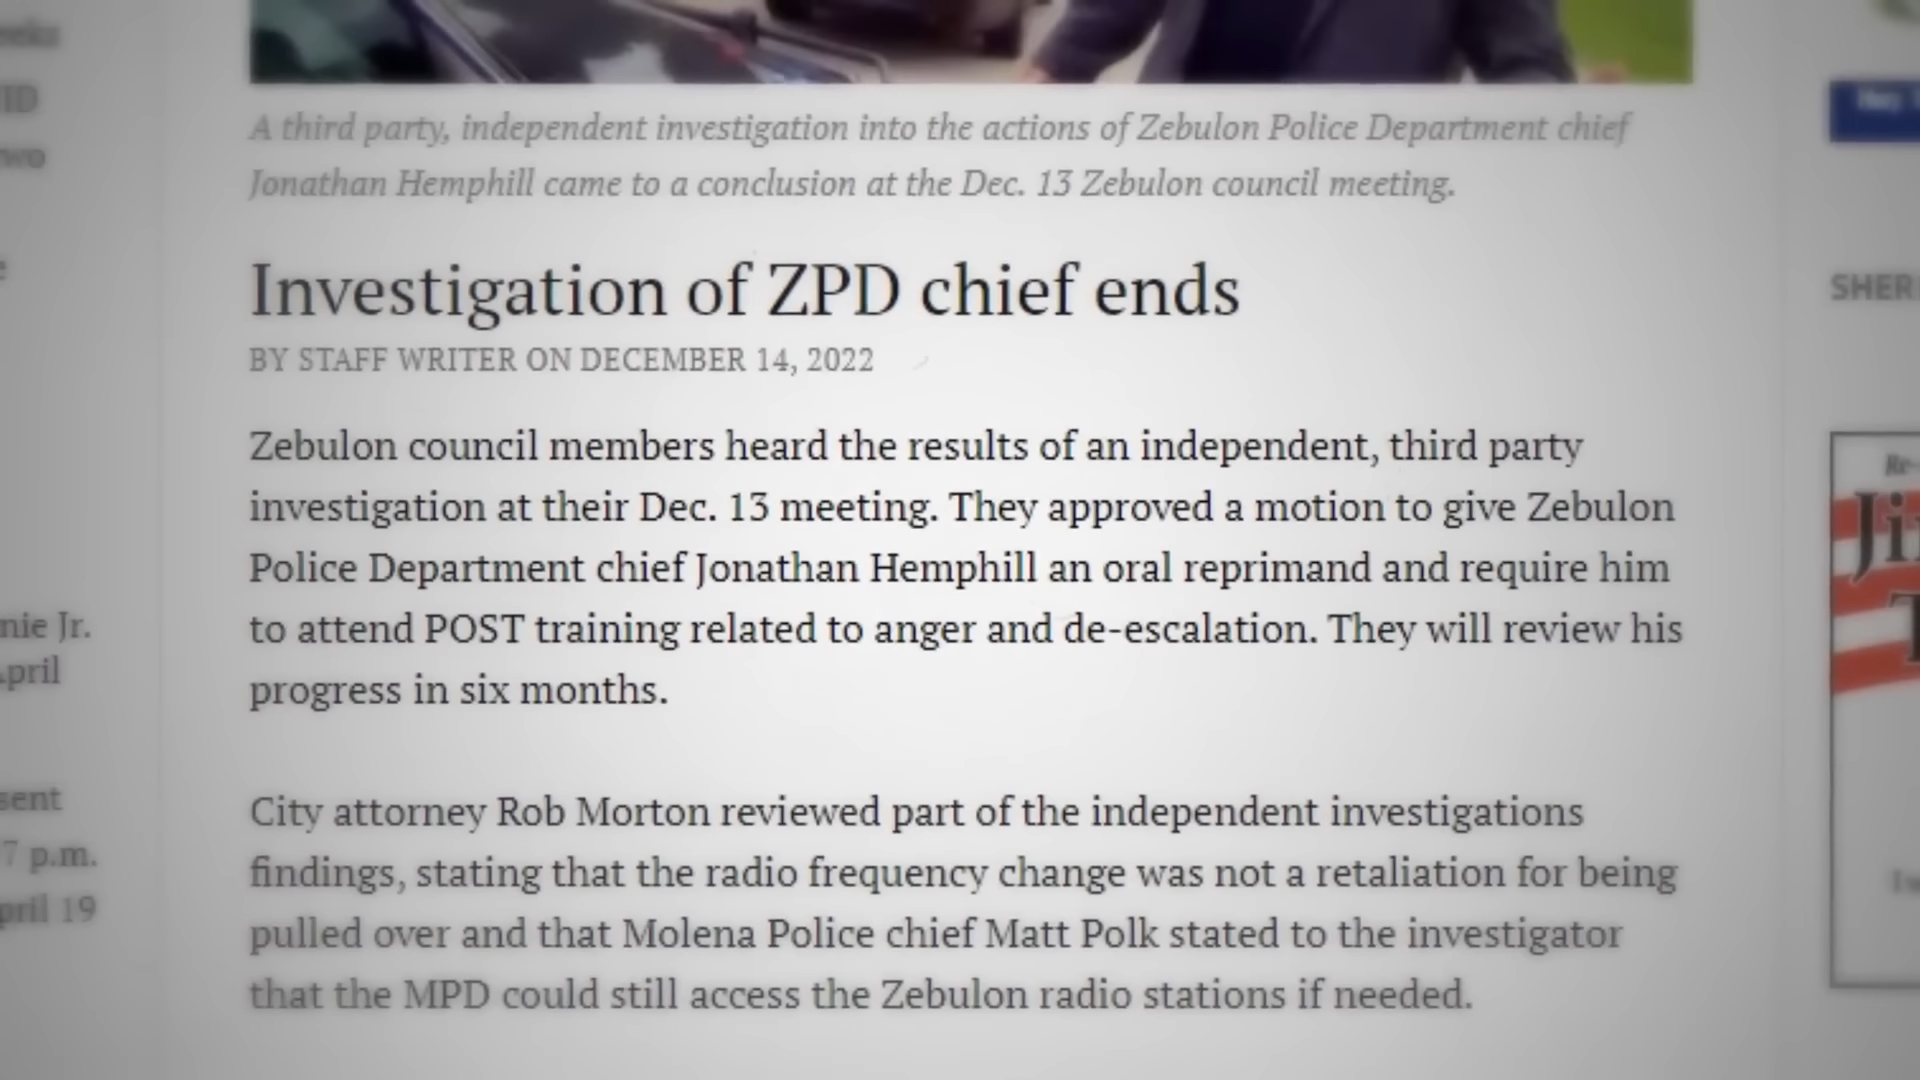 A third party, independent investigation into the actions of Zebulon Police Department chief
Jonathan Hemphill came to a conclusion at the Dec. 13 Zebulon council meeting.
Investigation of ZPD chief ends
BY STAFF WRITER ON DECEMBER 14, 2022
Zebulon council members heard the results of an independent, third party
investigation at their Dec. 13 meeting. They approved a motion to give Zebulon
Police Department chief Jonathan Hemphill an oral reprimand and require him
to attend POST training related to anger and de-escalation. They will review his
progress in six months.
City attorney Rob Morton reviewed part of the independent investigations
findings, stating that the radio frequency change was not a retaliation for being
pulled over and that Molena Police chief Matt Polk stated to the investigator
that the MPD could still access the Zebulon radio stations if needed.
nie Jr.
pril
sent
7 p.m.
pril 19
SHER